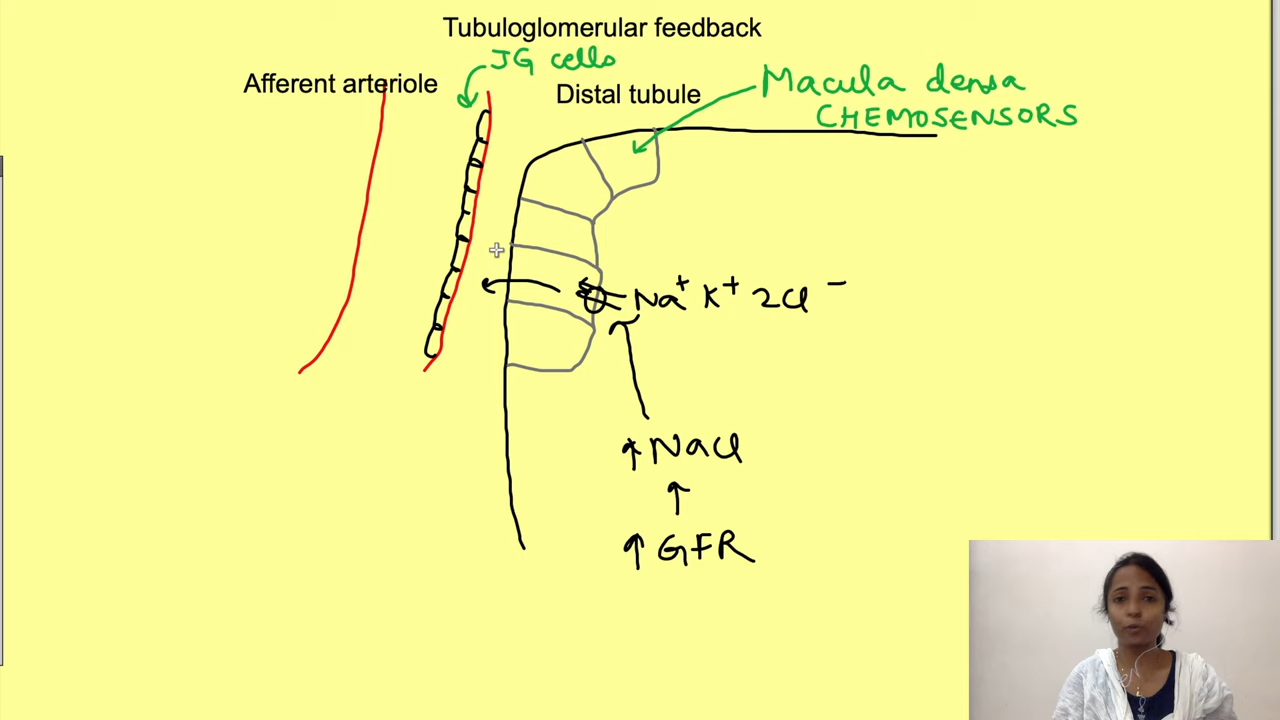 Tubuloglomerular feedback
JG cells
Afferent arteriole
Distal tubule
Macula densa
CHEMOSENSORS
Na⁺ K⁺ 2Cl⁻
↑ NaCl
↑
↑ GFR